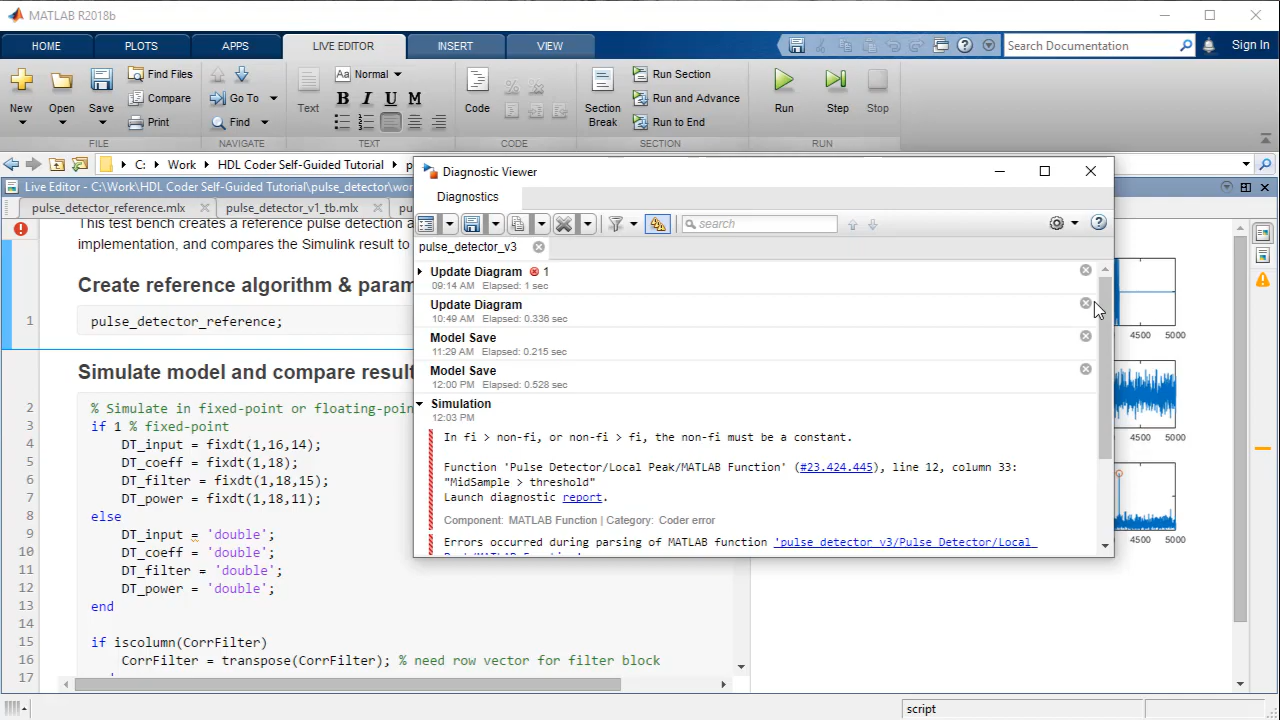 MATLAB R2018b
HOME
PLOTS
APPS
LIVE EDITOR
INSERT
VIEW
Search Documentation
Sign In
New
Open
Save
Find Files
Compare
Print
Go To
Find
Text
Aa Normal
B I U M
Code
Section Break
Run Section
Run and Advance
Run to End
Run
Step
Stop
FILE
NAVIGATE
TEXT
CODE
SECTION
RUN
C: Work HDL Coder Self-Guided Tutorial
Live Editor - C:\Work\HDL Coder Self-Guided Tutorial\pulse_detector\wor
pulse_detector_reference.mlx
pulse_detector_v1_tb.mlx
This test bench creates a reference pulse detection a
implementation, and compares the Simulink result to
Create reference algorithm & param
1 pulse_detector_reference;
Simulate model and compare result
2 % Simulate in fixed-point or floating-poin
3 if 1 % fixed-point
4 DT_input = fixdt(1,16,14);
5 DT_coeff = fixdt(1,18);
6 DT_filter = fixdt(1,18,15);
7 DT_power = fixdt(1,18,11);
8 else
9 DT_input = 'double';
10 DT_coeff = 'double';
11 DT_filter = 'double';
12 DT_power = 'double';
13 end
14
15 if iscolumn(CorrFilter)
16 CorrFilter = transpose(CorrFilter); % need row vector for filter block
17
Diagnostic Viewer
Diagnostics
search
pulse_detector_v3
Update Diagram 1
09:14 AM Elapsed: 1 sec
Update Diagram
10:49 AM Elapsed: 0.336 sec
Model Save
11:29 AM Elapsed: 0.215 sec
Model Save
12:00 PM Elapsed: 0.528 sec
Simulation
12:03 PM
In fi > non-fi, or non-fi > fi, the non-fi must be a constant.
Function 'Pulse Detector/Local Peak/MATLAB Function' (#23.424.445), line 12, column 33:
"MidSample > threshold"
Launch diagnostic report.
Component: MATLAB Function | Category: Coder error
Errors occurred during parsing of MATLAB function 'pulse_detector_v3/Pulse Detector/Local
4500 5000
4500 5000
4500 5000
script